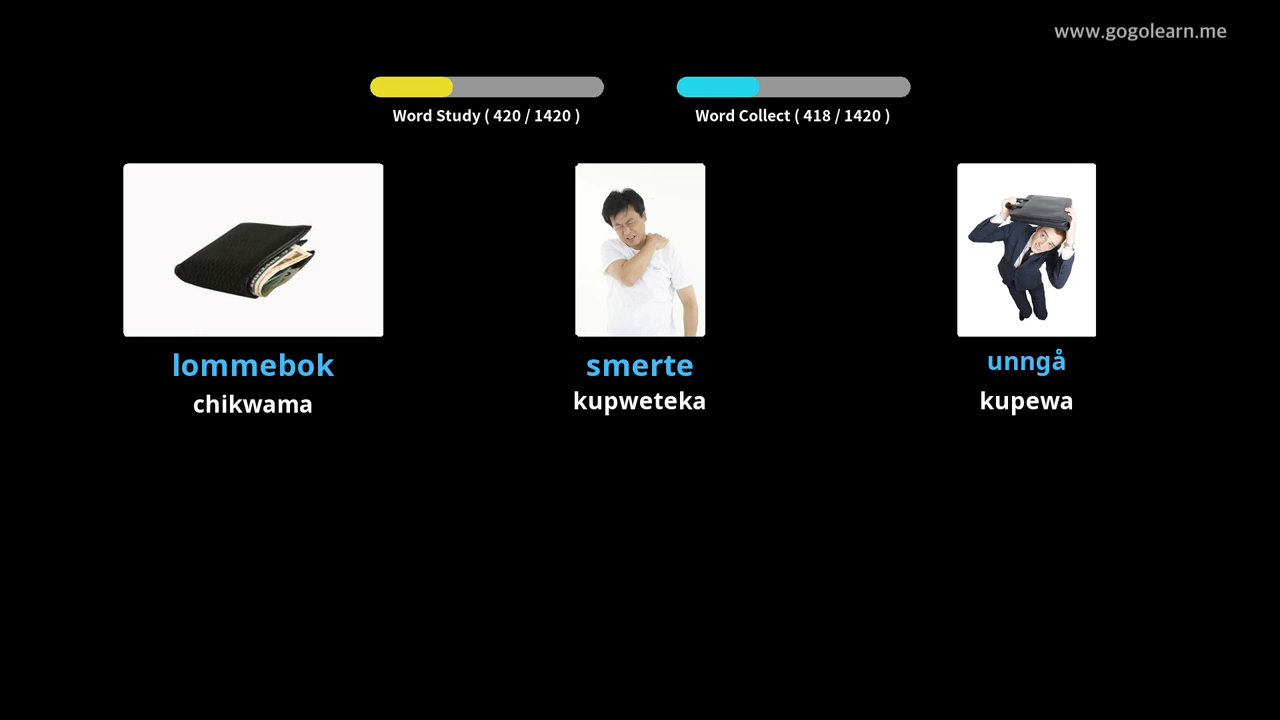 www.gogolearn.me
Word Study ( 420 / 1420 )
Word Collect ( 418 / 1420 )
lommebok
chikwama
smerte
kupweteka
unngå
kupewa